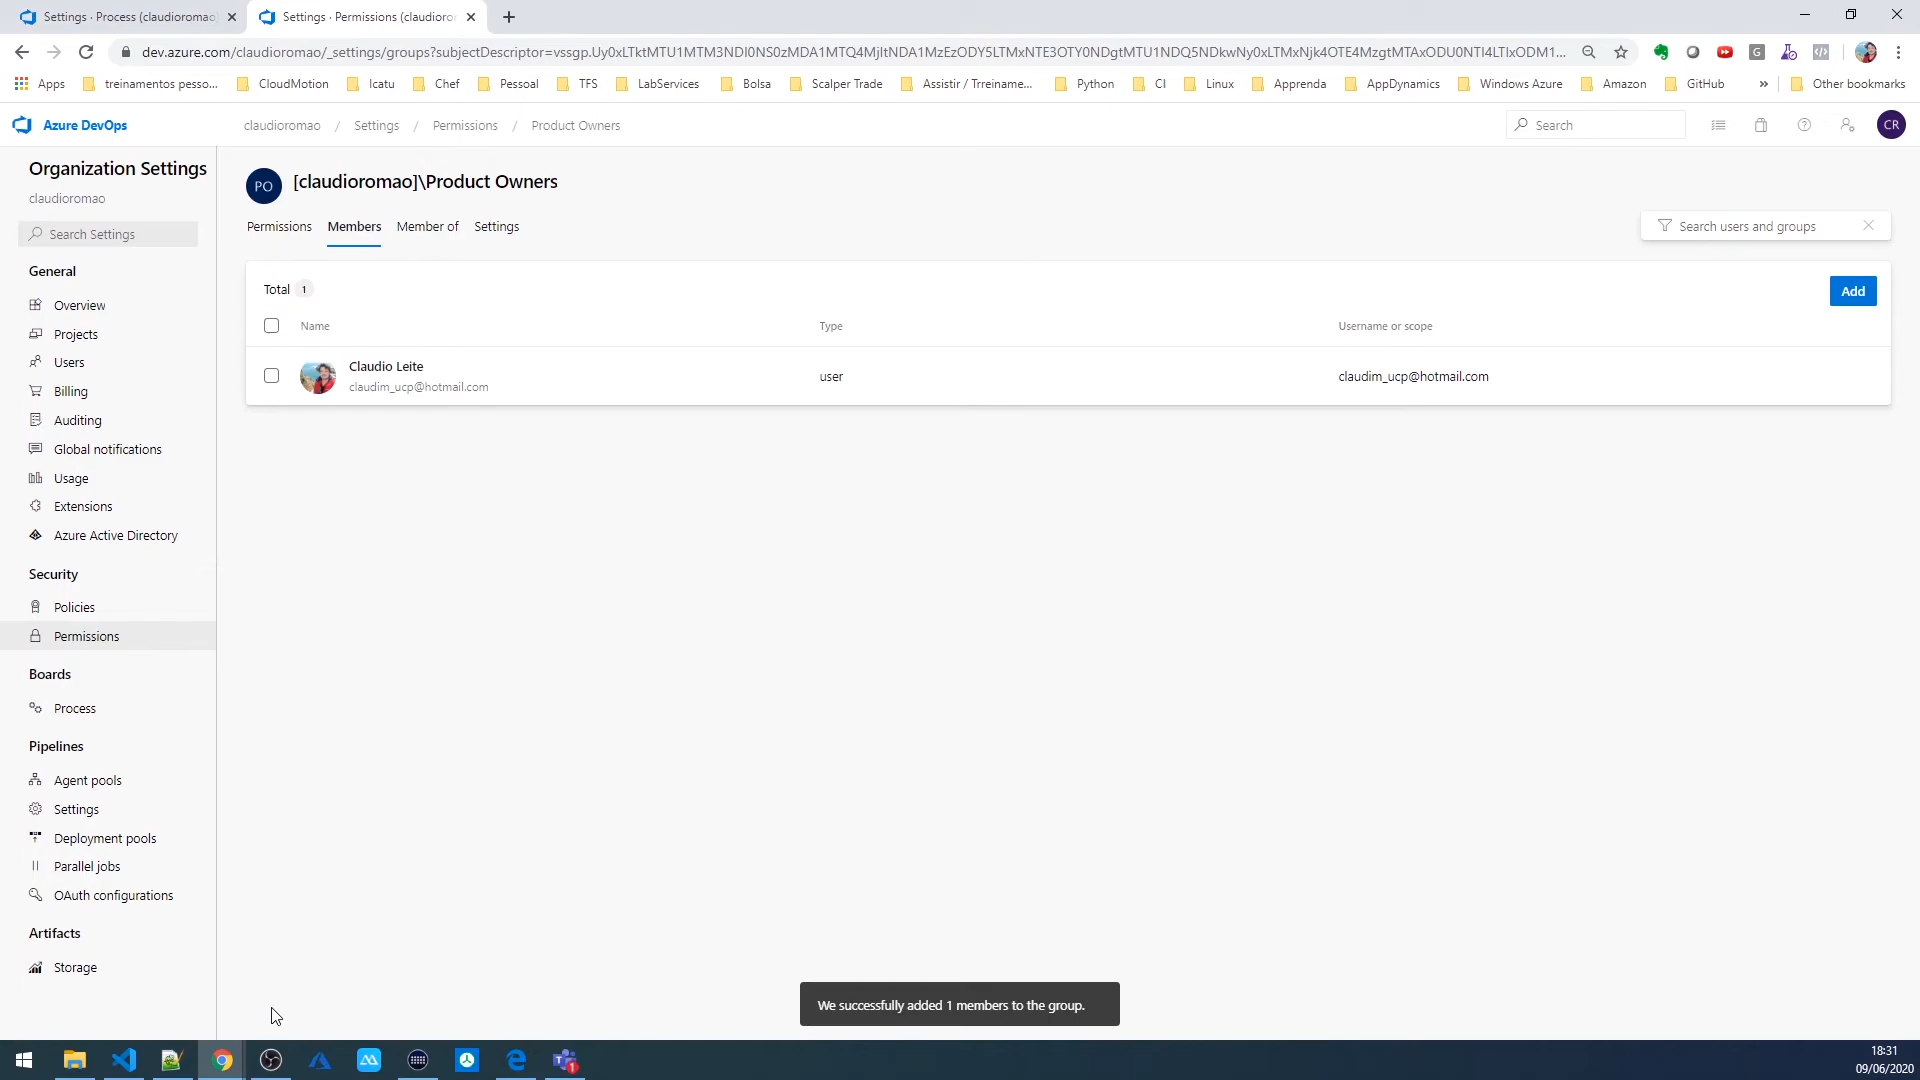 Settings · Process (claudioromao
Settings · Permissions (claudioror
dev.azure.com/claudioromao/_settings/groups?subjectDescriptor=vssgp.Uy0xLTktMTU1MTM3NDI0NS0zMDA1MTQ4MjItNDA1MzEzODY5LTMxNTE3OTY0NDgtMTU1NDQ5NDkwNy0xLTMxNjk4OTE4MzgtMTAxODU0NTI4LTIxODM1...
Apps
treinamentos pesso...
CloudMotion
Icatu
Chef
Pessoal
TFS
LabServices
Bolsa
Scalper Trade
Assistir / Trreiname...
Python
CI
Linux
Apprenda
AppDynamics
Windows Azure
Amazon
GitHub
»
Other bookmarks
Azure DevOps
claudioromao / Settings / Permissions / Product Owners
Search
CR
Organization Settings
claudioromao
Search Settings
General
Overview
Projects
Users
Billing
Auditing
Global notifications
Usage
Extensions
Azure Active Directory
Security
Policies
Permissions
Boards
Process
Pipelines
Agent pools
Settings
Deployment pools
Parallel jobs
OAuth configurations
Artifacts
Storage
PO
[claudioromao]\Product Owners
Permissions
Members
Member of
Settings
Search users and groups
Total 1
Add
Name
Type
Username or scope
Claudio Leite
claudim_ucp@hotmail.com
user
claudim_ucp@hotmail.com
We successfully added 1 members to the group.
18:31
09/06/2020